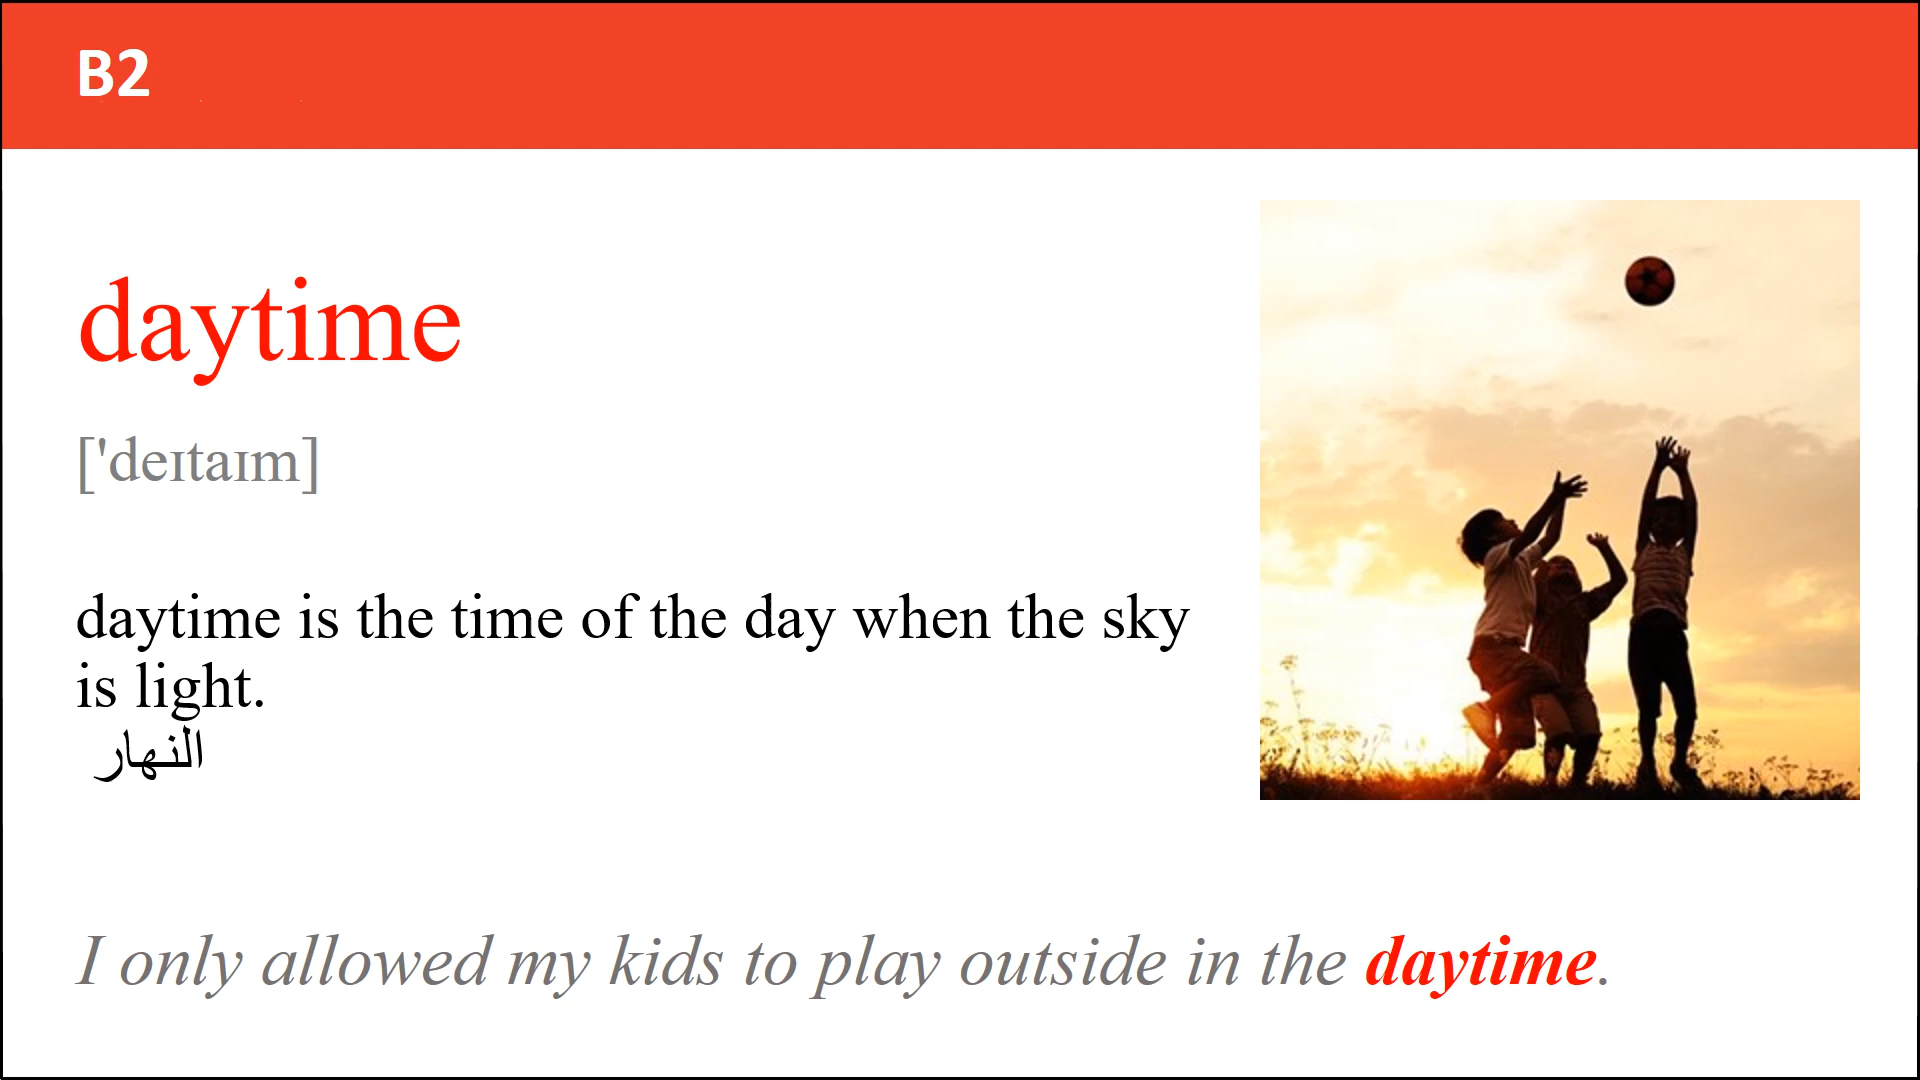 B2
daytime
['deɪtaɪm]
daytime is the time of the day when the sky
is light.
النهار
I only allowed my kids to play outside in the daytime.